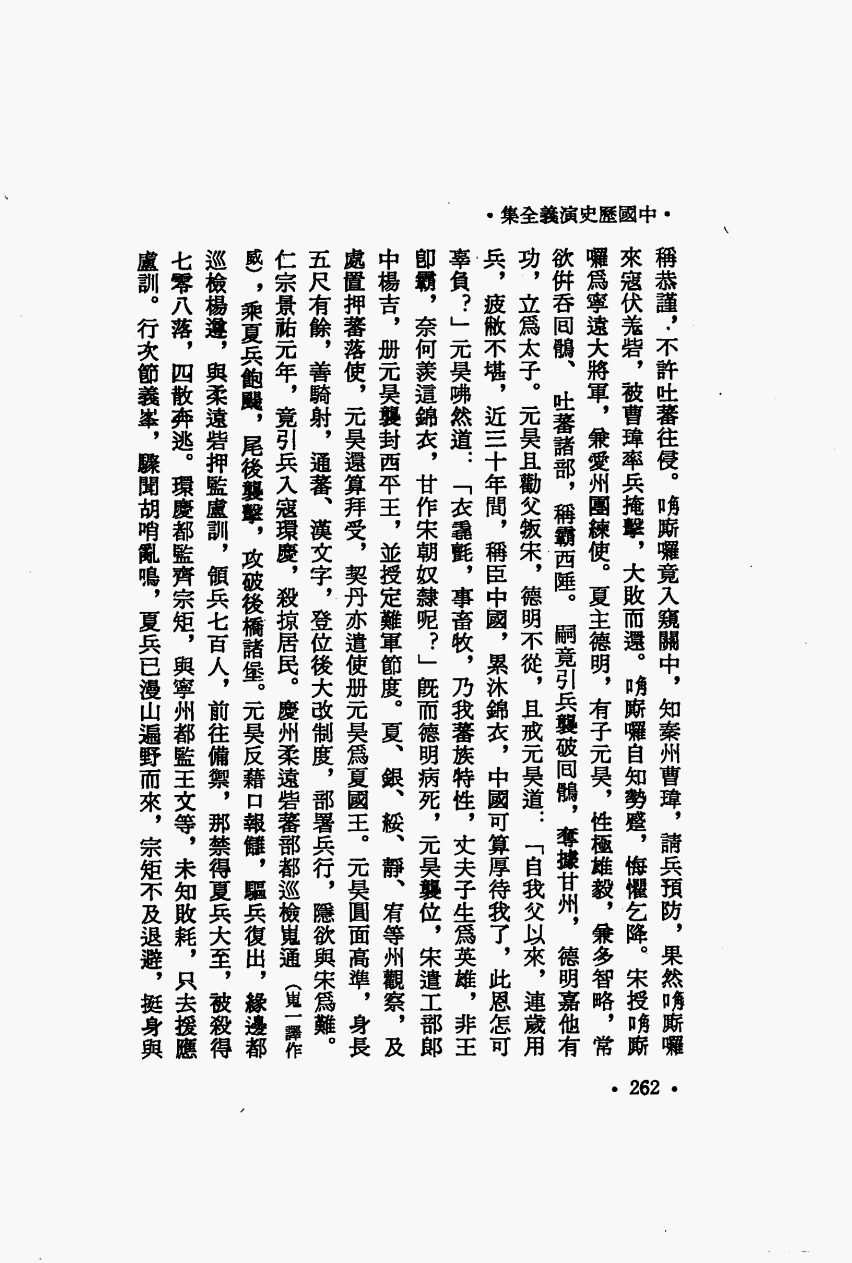 •中國歷史演義全集•
稱恭謹，不許吐蕃往侵。唃廝囉竟入窺關中，知秦州曹瑋，請兵預防，果然唃廝囉
來寇伏羌砦，被曹瑋率兵掩擊，大敗而還。唃廝囉自知勢蹙，悔懼乞降。宋授唃廝
囉爲寧遠大將軍，兼愛州團練使。夏主德明，有子元昊，性極雄毅，兼多智略，常
欲併吞回鶻、吐蕃諸部，稱霸西陲。嗣竟引兵襲破回鶻，奪據甘州，德明嘉他有
功，立爲太子。元昊且勸父叛宋，德明不從，且戒元昊道：「自我父以來，連歲用
兵，疲敝不堪，近三十年間，稱臣中國，累沐錦衣，中國可算厚待我了，此恩怎可
辜負？」元昊咈然道：「衣毳氈，事畜牧，乃我蕃族特性，丈夫子生爲英雄，非王
卽霸，奈何羨這錦衣，甘作宋朝奴隸呢？」旣而德明病死，元昊襲位，宋遣工部郎
中楊吉，册元昊襲封西平王，並授定難軍節度。夏、銀、綏、靜、宥等州觀察，及
處置押蕃落使，元昊還算拜受，契丹亦遣使册元昊爲夏國王。元昊圓面高準，身長
五尺有餘，善騎射，通蕃、漢文字，登位後大改制度，部署兵行，隱欲與宋爲難。
仁宗景祐元年，竟引兵入寇環慶，殺掠居民。慶州柔遠砦蕃部都巡檢嵬通（嵬一譯作
威），乘夏兵飽颺，尾後襲擊，攻破後橋諸堡。元昊反藉口報讎，驅兵復出，緣邊都
巡檢楊遵，與柔遠砦押監盧訓，領兵七百人，前往備禦，那禁得夏兵大至，被殺得
七零八落，四散奔逃。環慶都監齊宗矩，與寧州都監王文等，未知敗耗，只去援應
盧訓。行次節義峯，驟聞胡哨亂鳴，夏兵已漫山遍野而來，宗矩不及退避，挺身與
•262•